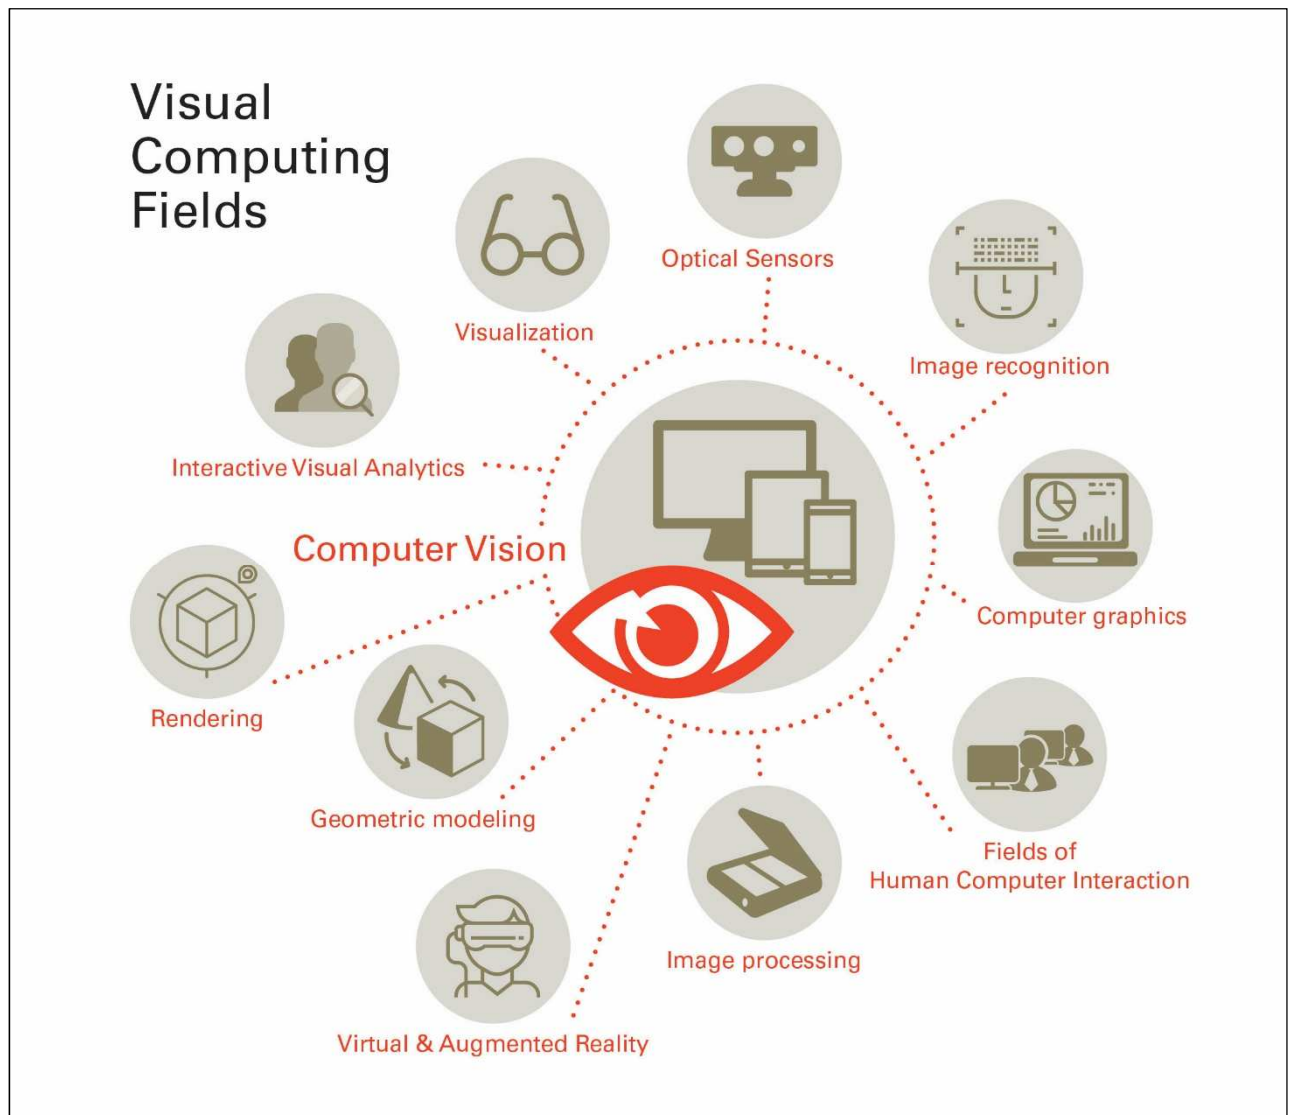 Visual
Computing
Fields
Optical Sensors
Visualization
Image recognition
Interactive Visual Analytics
Computer Vision
Computer graphics
Rendering
Geometric modeling
Fields of
Human Computer Interaction
Image processing
Virtual & Augmented Reality